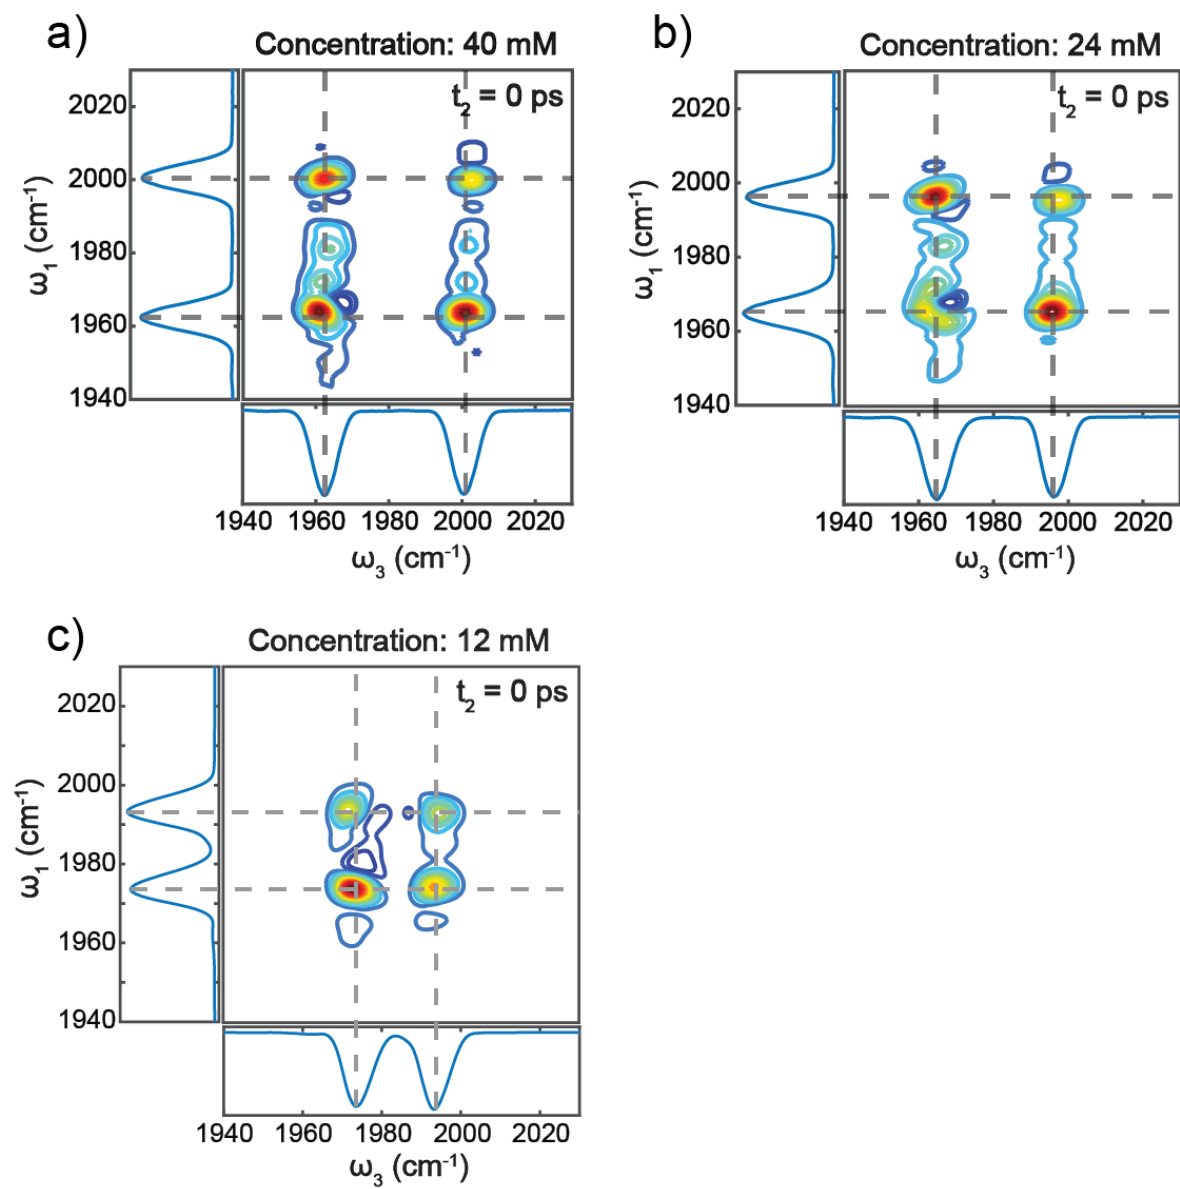 a)
Concentration: 40 mM
t₂ = 0 ps
2020
2000
1980
1960
1940
ω₁ (cm⁻¹)
1940 1960 1980 2000 2020
ω₃ (cm⁻¹)
b)
Concentration: 24 mM
t₂ = 0 ps
2020
2000
1980
1960
1940
ω₁ (cm⁻¹)
1940 1960 1980 2000 2020
ω₃ (cm⁻¹)
c)
Concentration: 12 mM
t₂ = 0 ps
2020
2000
1980
1960
1940
ω₁ (cm⁻¹)
1940 1960 1980 2000 2020
ω₃ (cm⁻¹)